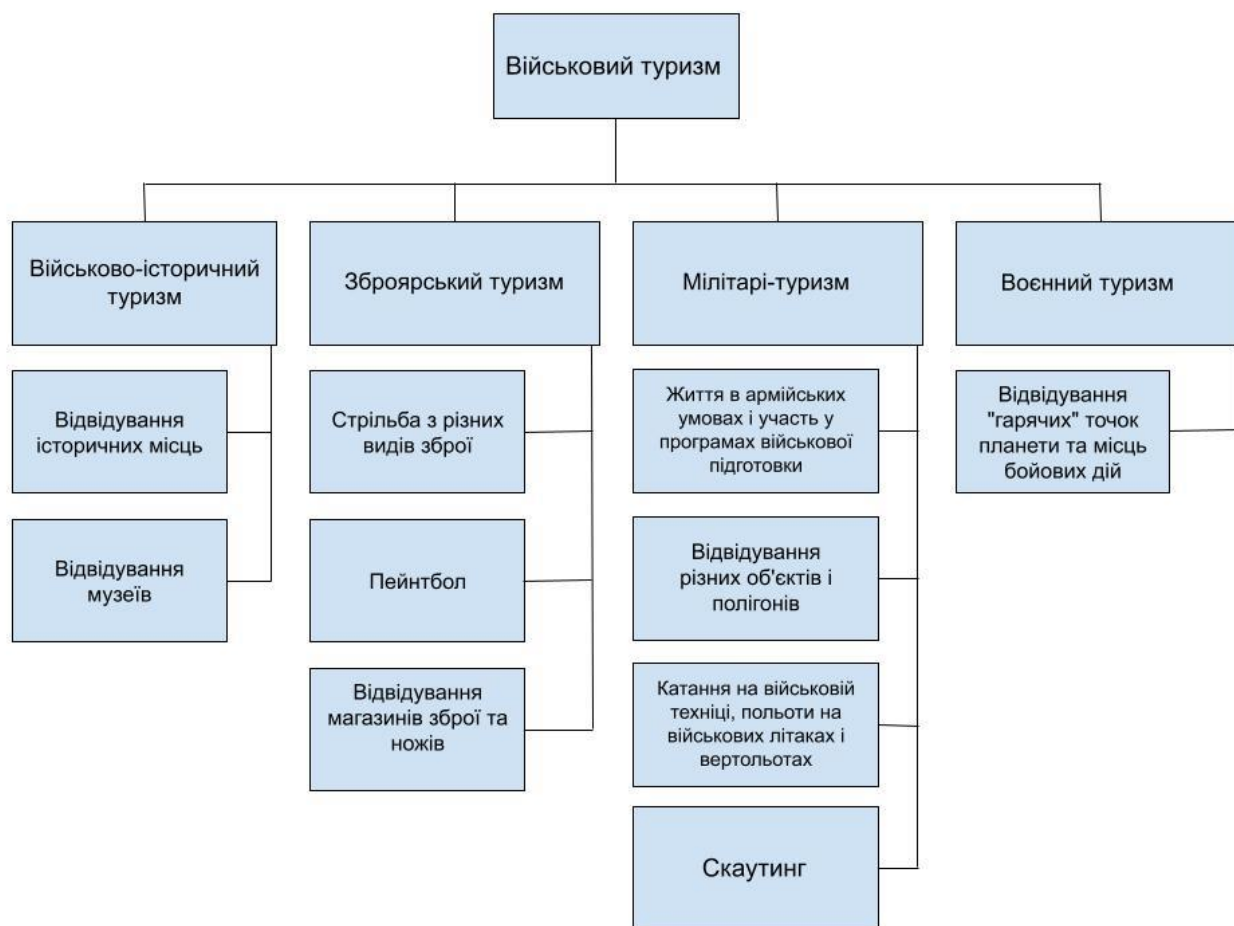 Військовий туризм
Військово-історичний
туризм
Відвідування
історичних місць
Відвідування
музеїв
Зброярський туризм
Стрільба з різних
видів зброї
Пейнтбол
Відвідування
магазинів зброї та
ножів
Мілітарі-туризм
Життя в армійських
умовах і участь у
програмах військової
підготовки
Відвідування
різних об'єктів і
полігонів
Катання на військовій
техніці, польоти на
військових літаках і
вертольотах
Скаутинг
Воєнний туризм
Відвідування
"гарячих" точок
планети та місць
бойових дій